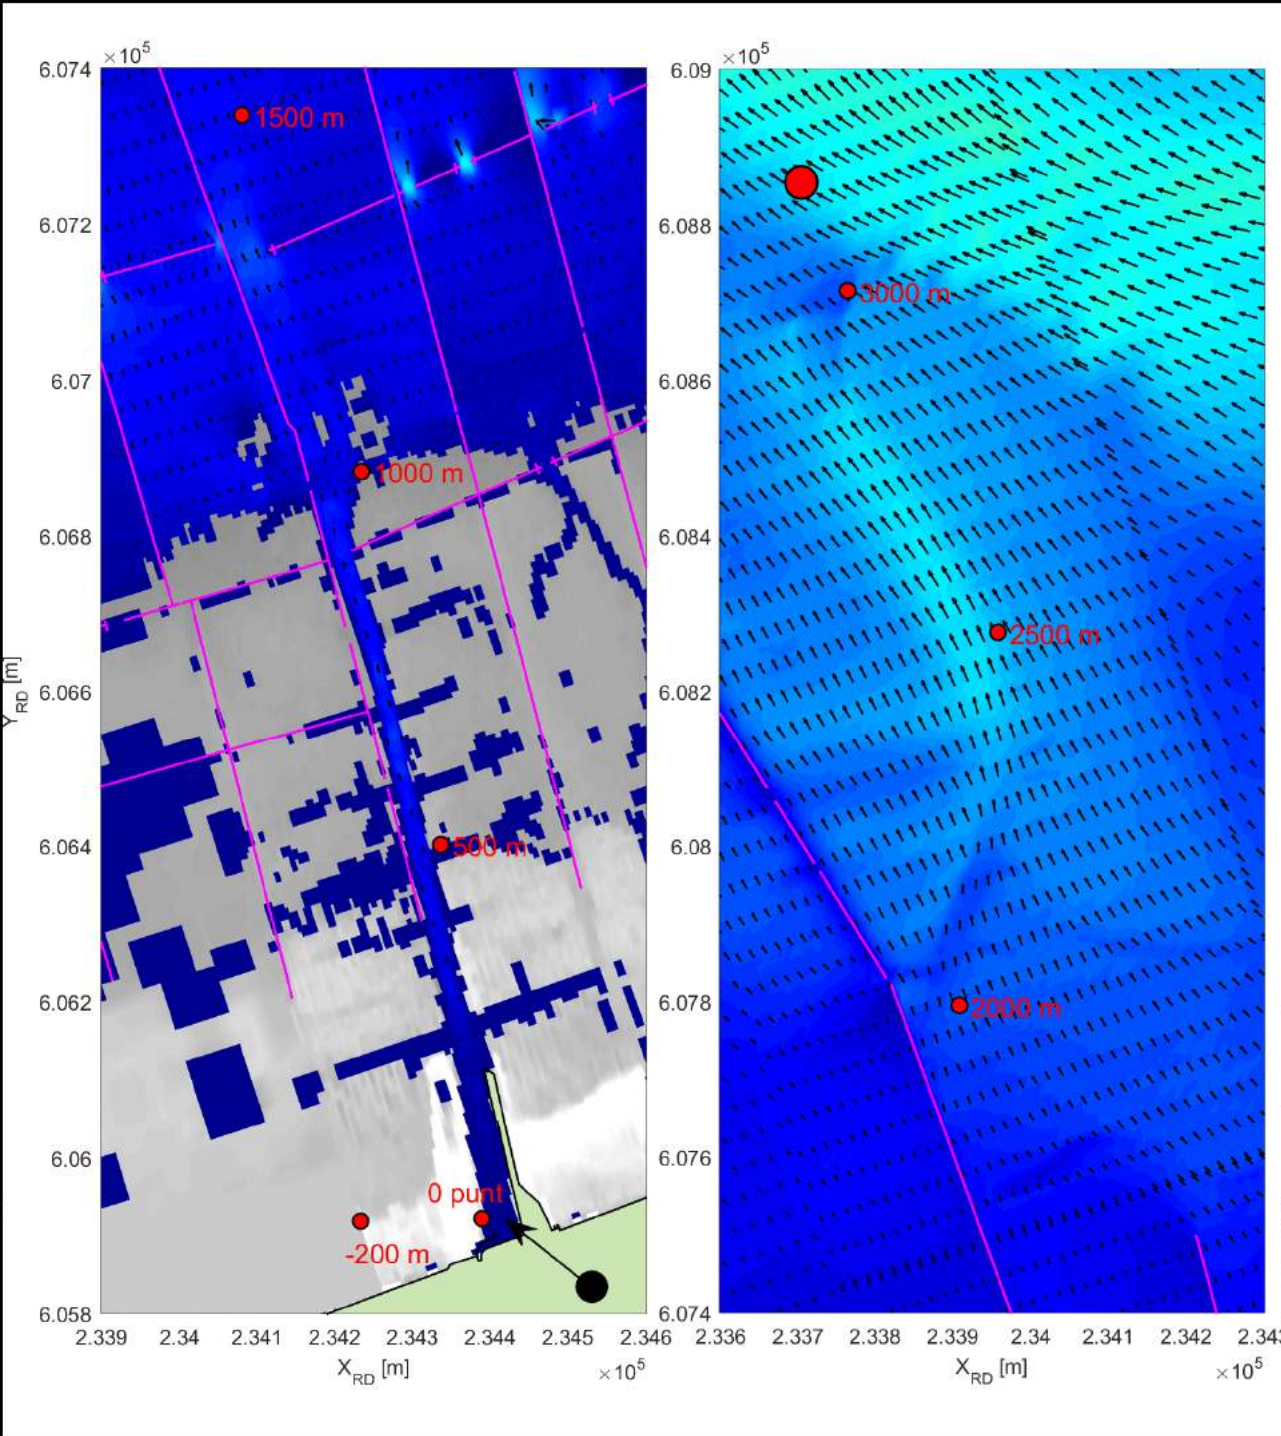 ×10⁵
6.074
6.072
6.07
6.068
6.066
6.064
6.062
6.06
6.058
Y_RD [m]
1500 m
1000 m
500 m
0 punt
-200 m
2.339 2.34 2.341 2.342 2.343 2.344 2.345 2.346
X_RD [m]
×10⁵
×10⁵
6.09
6.088
6.086
6.084
6.082
6.08
6.078
6.076
6.074
3000 m
2500 m
2000 m
2.336 2.337 2.338 2.339 2.34 2.341 2.342
X_RD [m]
×10⁵